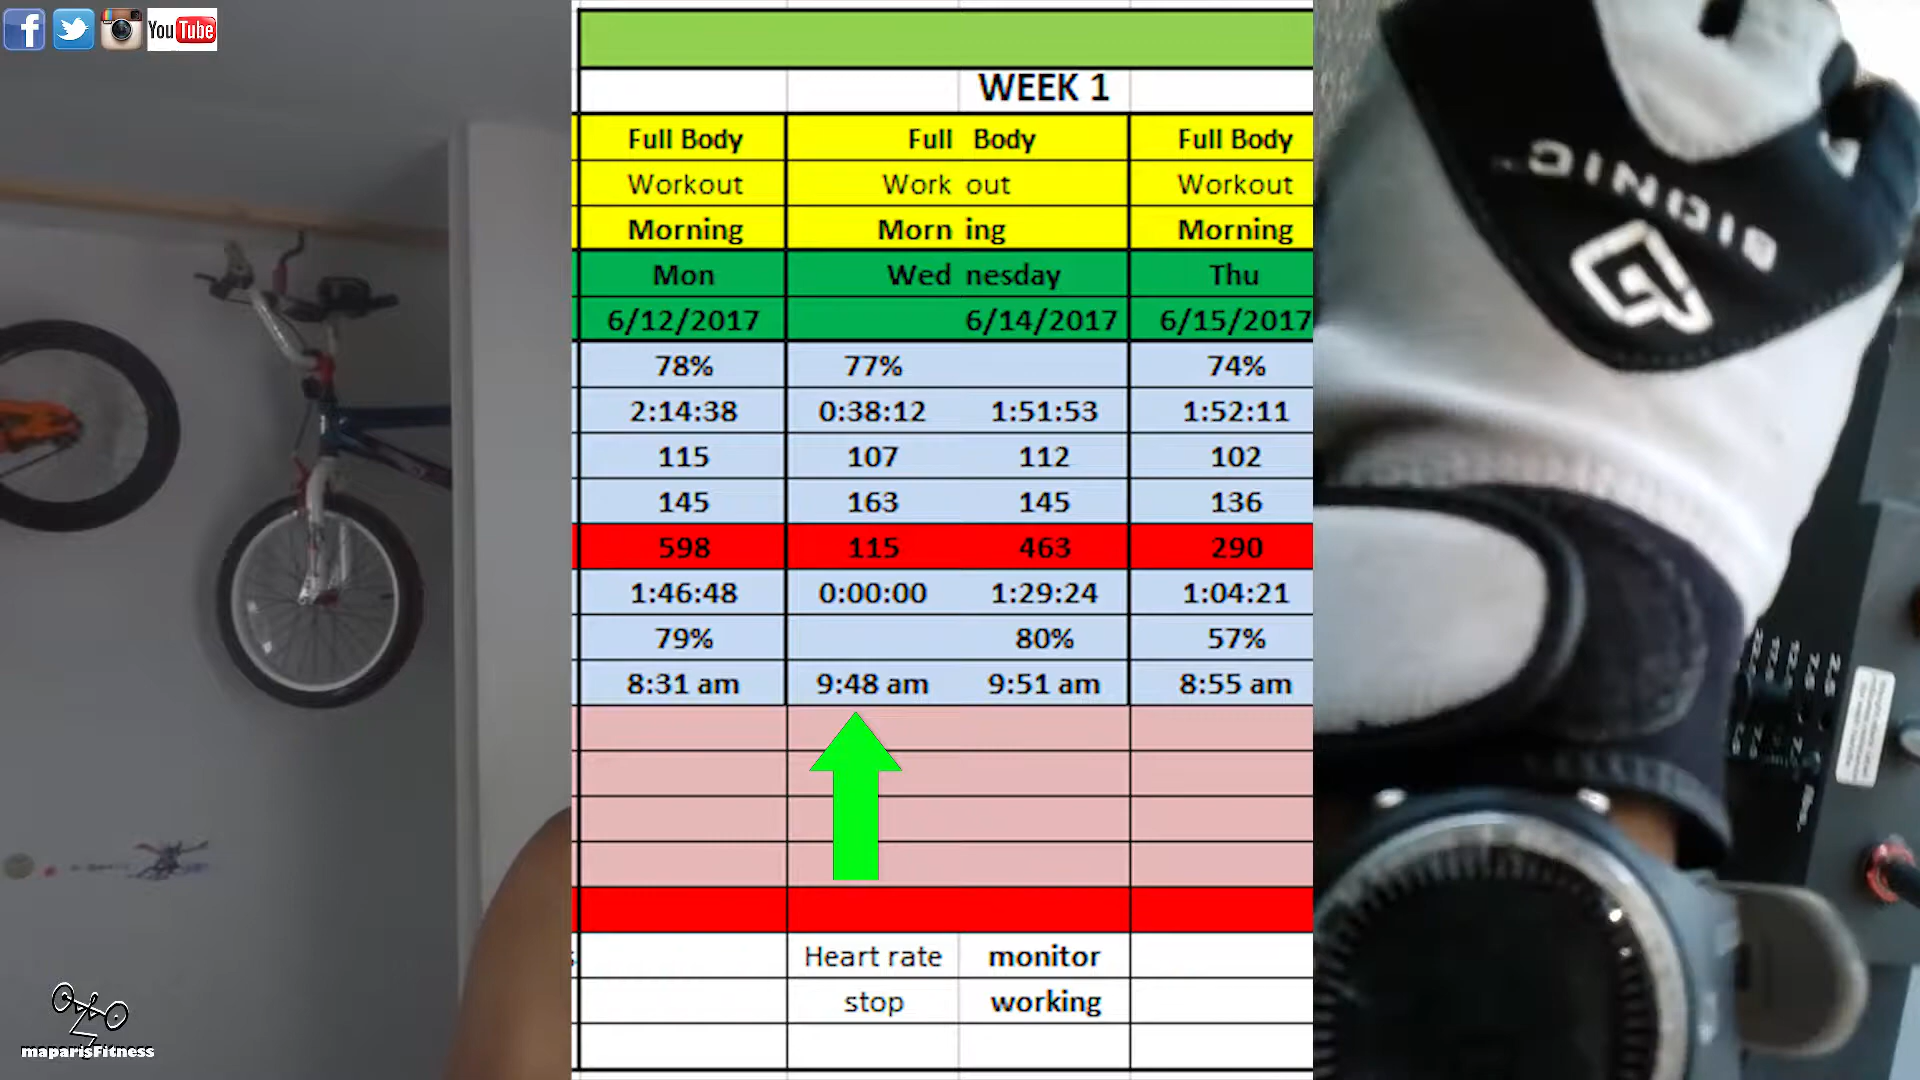 f
You Tube
WEEK 1
Full Body Full Body Full Body
Workout Work out Workout
Morning Morn ing Morning
Mon Wed nesday Thu
6/12/2017 6/14/2017 6/15/2017
78% 77% 74%
2:14:38 0:38:12 1:51:53 1:52:11
115 107 112 102
145 163 145 136
598 115 463 290
1:46:48 0:00:00 1:29:24 1:04:21
79% 80% 57%
8:31 am 9:48 am 9:51 am 8:55 am
Heart rate monitor
stop working
BIONIC
maparisFitness